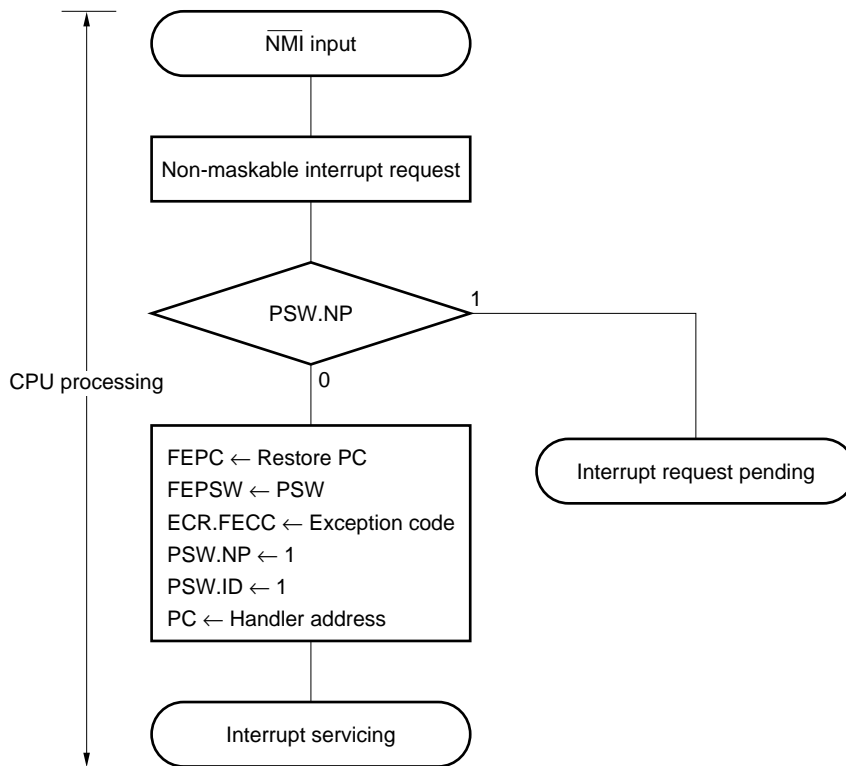 N̅M̅I̅ input
Non-maskable interrupt request
PSW.NP
1
0
CPU processing
FEPC ← Restore PC
FEPSW ← PSW
ECR.FECC ← Exception code
PSW.NP ← 1
PSW.ID ← 1
PC ← Handler address
Interrupt request pending
Interrupt servicing